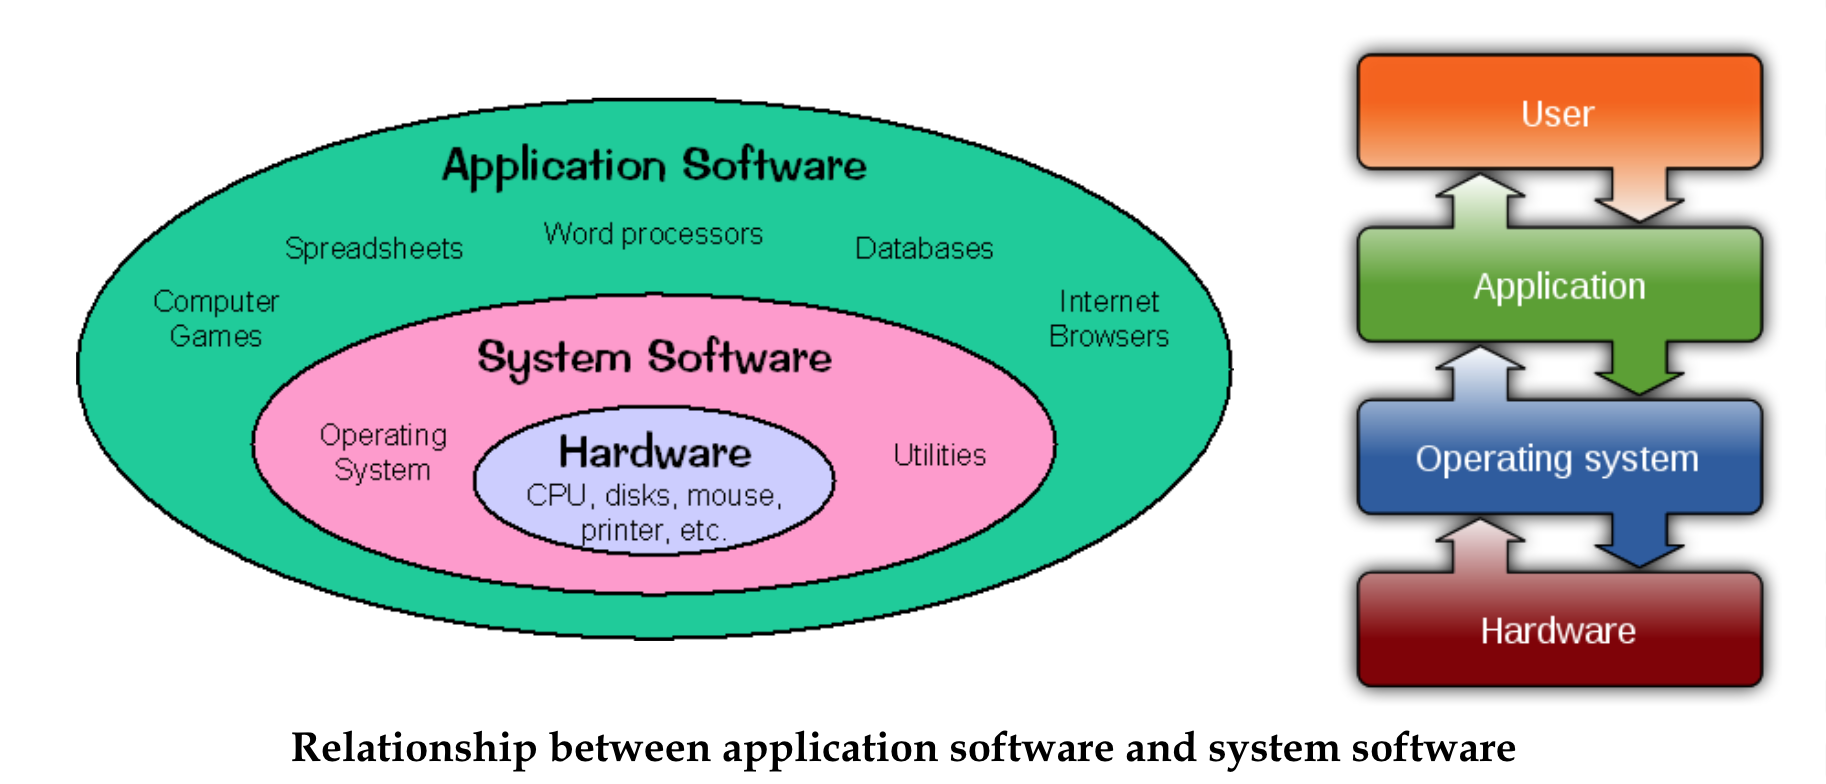 Application Software
Spreadsheets
Word processors
Databases
Computer
Games
Internet
Browsers
System Software
Operating
System
Utilities
Hardware
CPU, disks, mouse,
printer, etc.
User
Application
Operating system
Hardware
Relationship between application software and system software